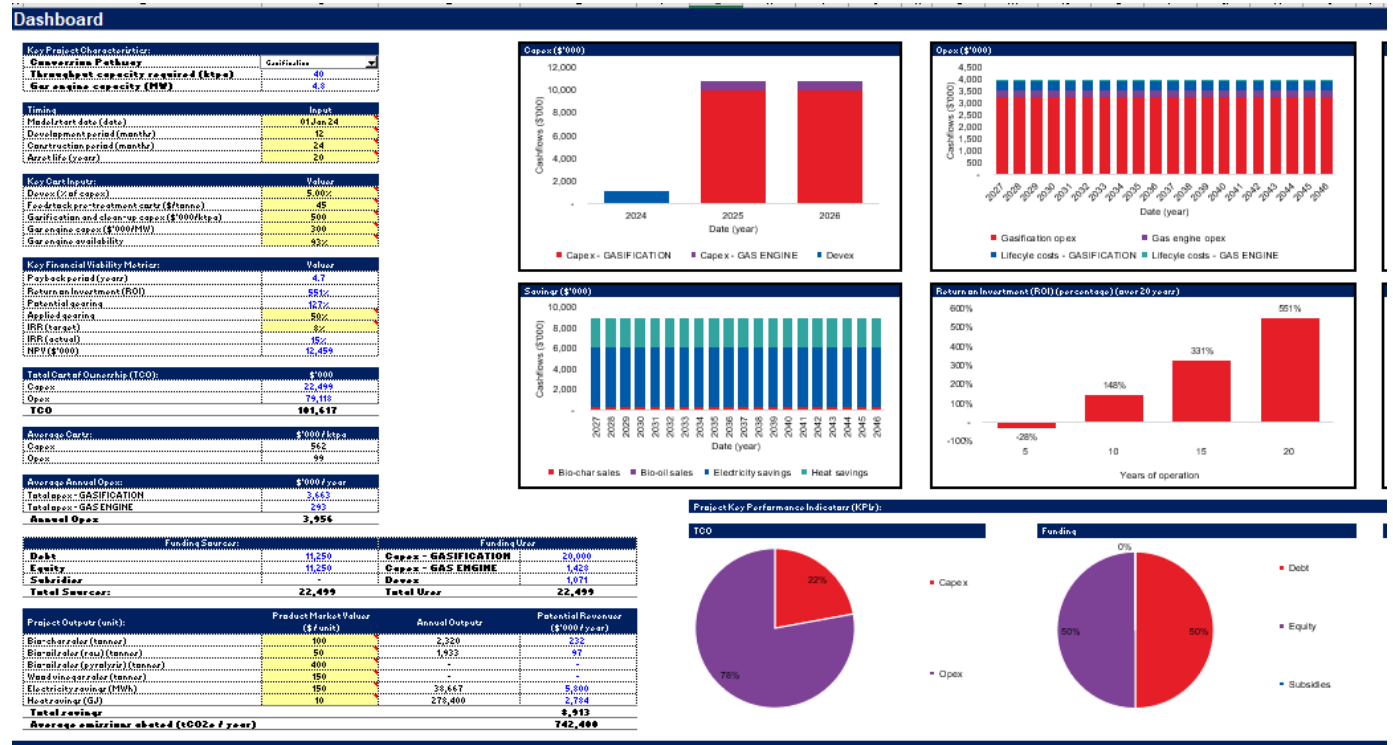 Dashboard
Key Project Characteristics:
Conversion Pathway Gasification
Throughput capacity required (ktpa) 40
Gas engine capacity (MW) 4.8
Timing Input
Model start date (date) 01 Jan 24
Development period (months) 12
Construction period (months) 24
Asset life (years) 20
Key Cost Inputs: Values
Devex (% of capex) 5.00%
Feedstock pre-treatment costs ($/tonne) 45
Gasification and clean-up capex ($'000/ktpa) 500
Gas engine capex ($'000/MW) 300
Gas engine availability 93%
Key Financial Viability Metrics: Values
Payback period (years) 4.7
Return on Investment (ROI) 551%
Potential gearing 127%
Applied gearing 50%
IRR (target) 8%
IRR (actual) 15%
NPV ($'000) 12,459
Total Cost of Ownership (TCO): $'000
Capex 22,499
Opex 79,118
TCO 101,617
Average Costs: $'000 / ktpa
Capex 562
Opex 99
Average Annual Opex: $'000 / year
Total opex - GASIFICATION 3,663
Total opex - GAS ENGINE 293
Annual Opex 3,956
Funding Sources: Funding Uses
Debt 11,250 Capex - GASIFICATION 20,000
Equity 11,250 Capex - GAS ENGINE 1,428
Subsidies - Devex 1,071
Total Sources: 22,499 Total Uses 22,499
Project Outputs (unit): Product Market Values ($ / unit) Annual Outputs Potential Revenues ($'000 / year)
Bio-char sales (tonnes) 100 2,320 232
Bio-oil sales (raw) (tonnes) 50 1,933 97
Bio-oil sales (pyrolysis) (tonnes) 400 - -
Wood vinegar sales (tonnes) 150 - -
Electricity savings (MWh) 150 38,667 5,800
Heat savings (GJ) 10 278,400 2,784
Total savings 8,913
Average emissions abated (tCO2e / year) 742,400
Capex ($'000)
12,000
10,000
8,000
6,000
4,000
2,000
-
Cashflows ($'000)
2024 2025 2026
Date (year)
Capex - GASIFICATION Capex - GAS ENGINE Devex
Opex ($'000)
4,500
4,000
3,500
3,000
2,500
2,000
1,500
1,000
500
-
Cashflows ($'000)
2027 2028 2029 2030 2031 2032 2033 2034 2035 2036 2037 2038 2039 2040 2041 2042 2043 2044 2045 2046
Date (year)
Gasification opex Gas engine opex
Lifecyle costs - GASIFICATION Lifecyle costs - GAS ENGINE
Savings ($'000)
10,000
8,000
6,000
4,000
2,000
-
Cashflows ($'000)
2027 2028 2029 2030 2031 2032 2033 2034 2035 2036 2037 2038 2039 2040 2041 2042 2043 2044 2045 2046
Date (year)
Bio-char sales Bio-oil sales Electricity savings Heat savings
Return on Investment (ROI) (percentage) (over 20 years)
600%
500%
400%
300%
200%
100%
-
-100%
-28% 148% 331% 551%
5 10 15 20
Years of operation
Project Key Performance Indicators (KPIs):
TCO
22%
78%
Capex
Opex
Funding
0%
50% 50%
Debt
Equity
Subsidies